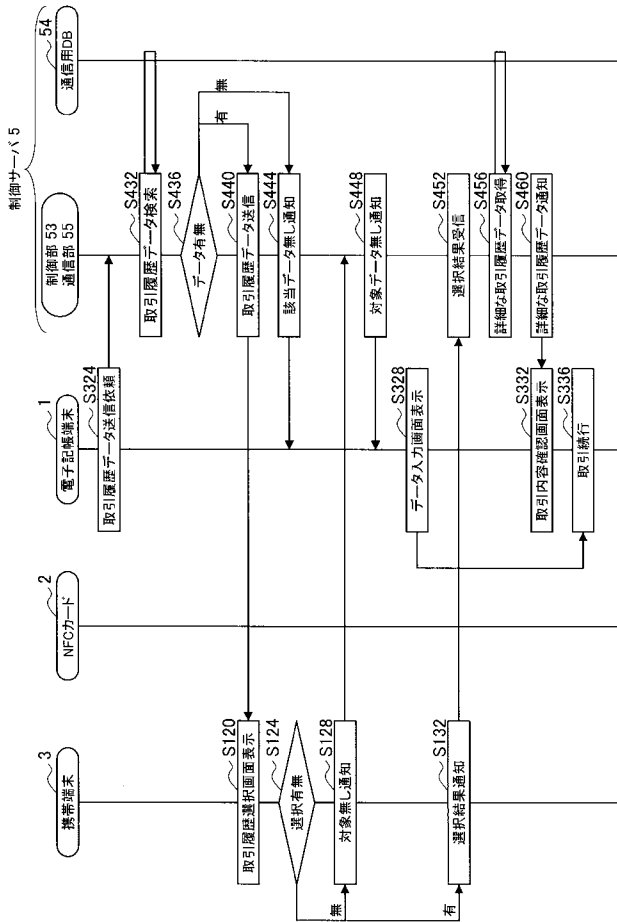 制御サーバ 5
3
携帯端末
2
NFCカード
1
電子記帳端末
制御部 53
通信部 55
54
通信用DB
S324
取引履歴データ送信依頼
S432
取引履歴データ検索
S436
データ有無
無
有
S440
取引履歴データ送信
S444
該当データ無し通知
S120
取引履歴選択画面表示
S124
選択有無
無
有
S128
対象無し通知
S448
対象データ無し通知
S328
データ入力画面表示
S132
選択結果通知
S452
選択結果受信
S456
詳細な取引履歴データ取得
S460
詳細な取引履歴データ通知
S332
取引内容確認画面表示
S336
取引続行